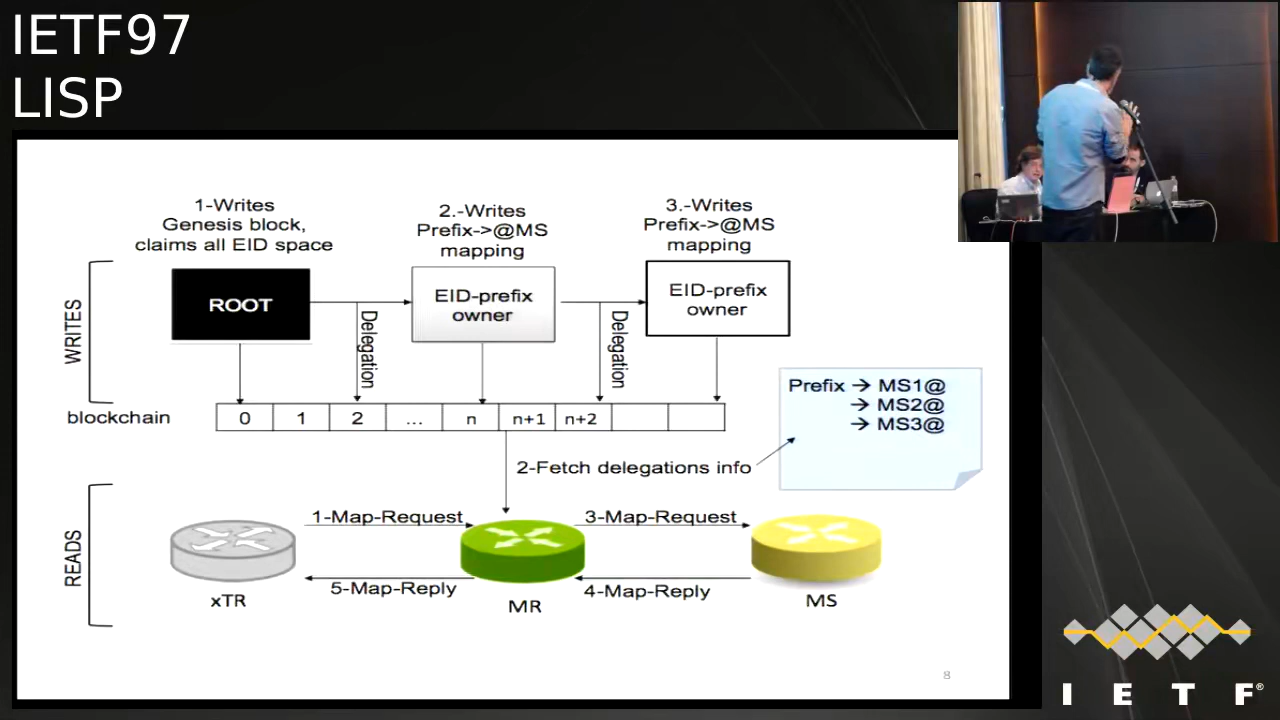 IETF97
LISP
1-Writes
Genesis block,
claims all EID space
2.-Writes
Prefix->@MS
mapping
3.-Writes
Prefix->@MS
mapping
WRITES
ROOT
Delegation
EID-prefix
owner
Delegation
EID-prefix
owner
blockchain
0 1 2 ... n n+1 n+2
Prefix → MS1@
→ MS2@
→ MS3@
2-Fetch delegations info
READS
1-Map-Request
3-Map-Request
5-Map-Reply
4-Map-Reply
xTR
MR
MS
8
I E T F®